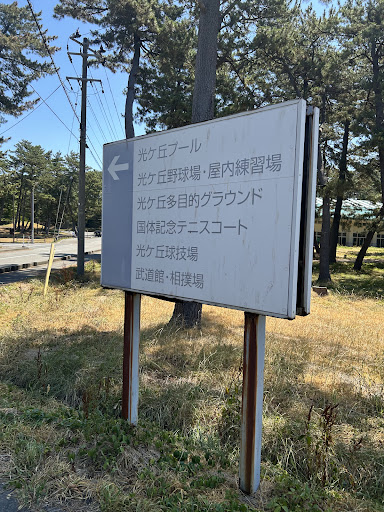 光ケ丘プール
光ケ丘野球場・屋内練習場
光ケ丘多目的グラウンド
国体記念テニスコート
光ケ丘球技場
武道館・相撲場